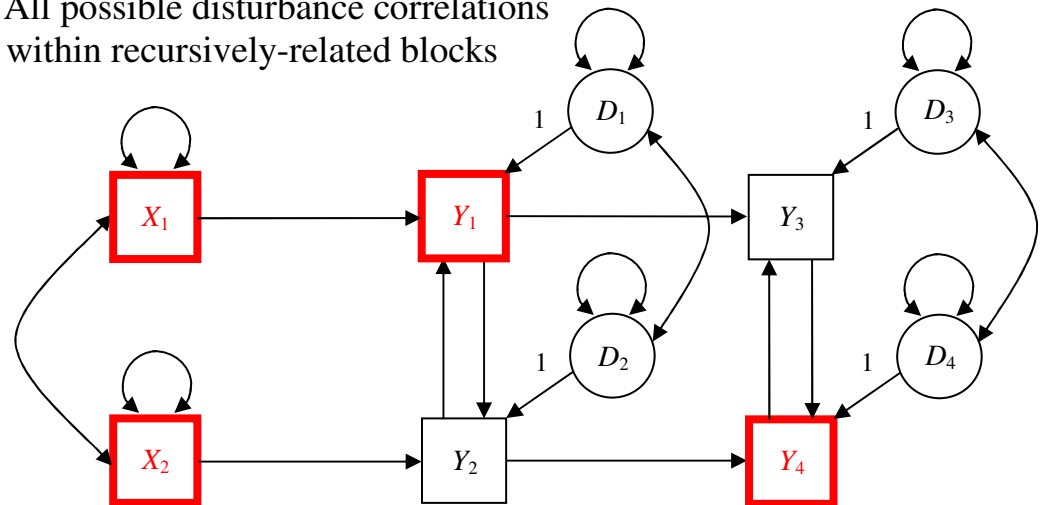 All possible disturbance correlations
within recursively-related blocks
1 D1 1 D3
X1 Y1 Y3
1 D2 1 D4
X2 Y2 Y4